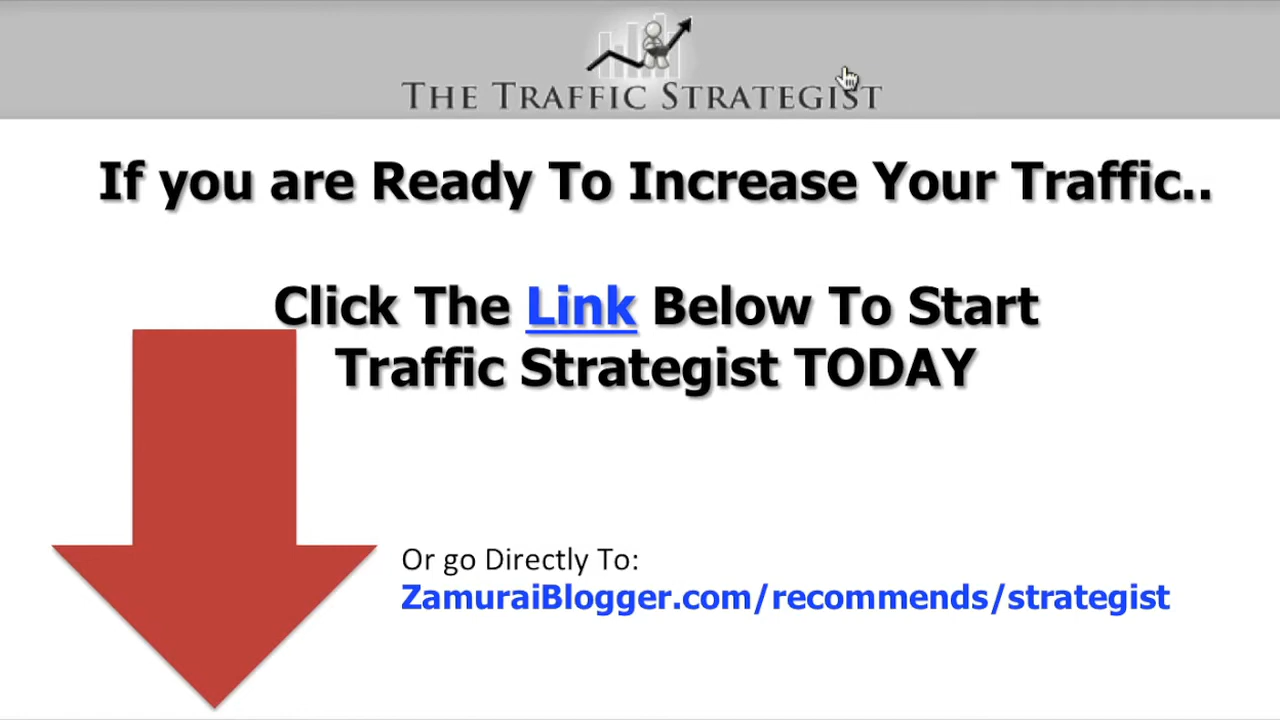 THE TRAFFIC STRATEGIST
If you are Ready To Increase Your Traffic..
Click The Link Below To Start
Traffic Strategist TODAY
Or go Directly To:
ZamuraiBlogger.com/recommends/strategist